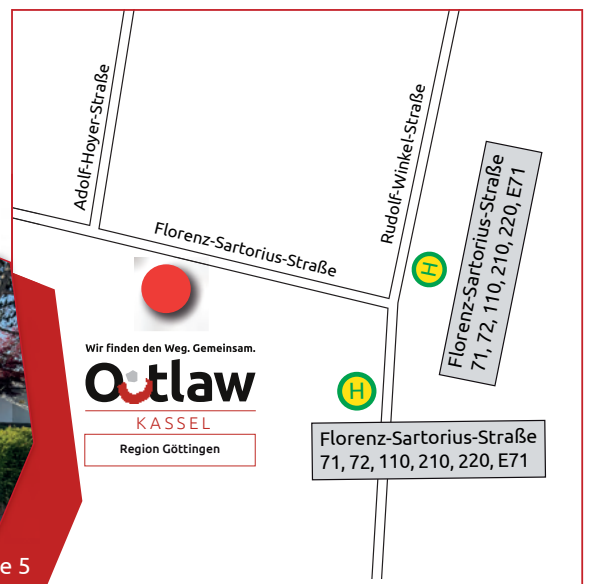 Adolf-Hoyer-Straße
Rudolf-Winkel-Straße
Florenz-Sartorius-Straße
H
Florenz-Sartorius-Straße
71, 72, 110, 210, 220, E71
Wir finden den Weg. Gemeinsam.
Outlaw
KASSEL
Region Göttingen
H
Florenz-Sartorius-Straße
71, 72, 110, 210, 220, E71
e 5